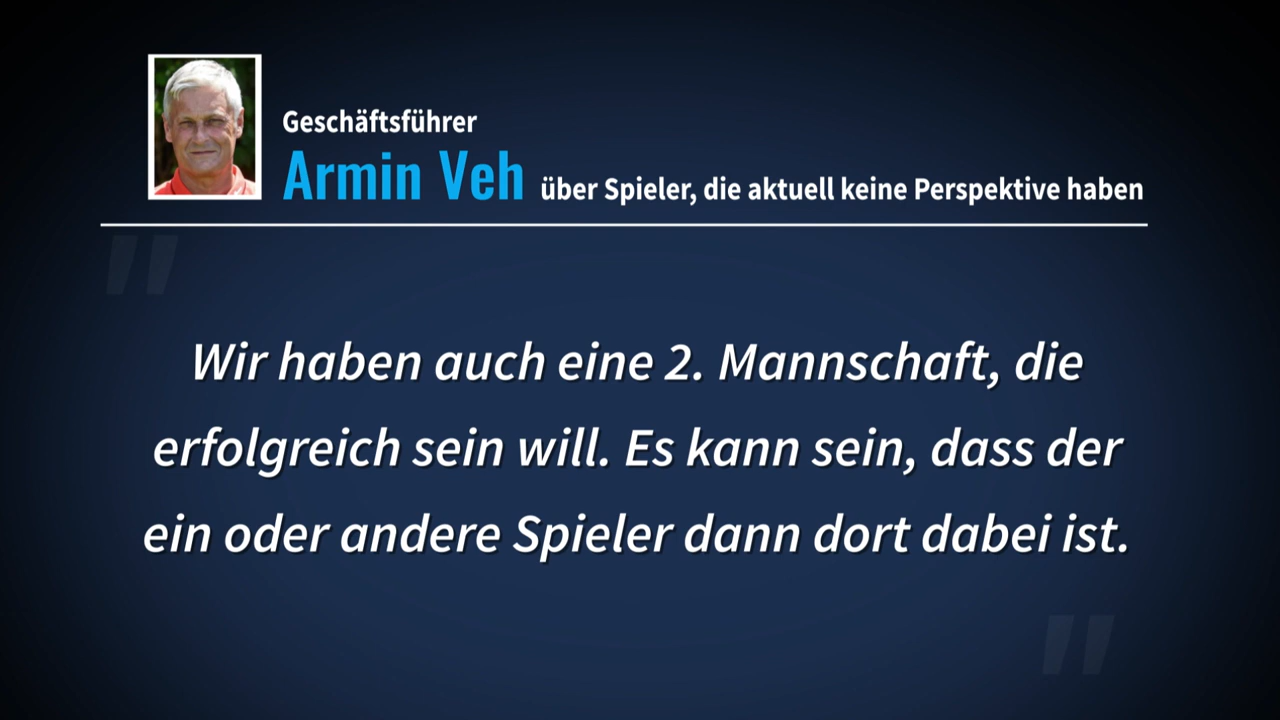 Geschäftsführer
Armin Veh über Spieler, die aktuell keine Perspektive haben
"
Wir haben auch eine 2. Mannschaft, die
erfolgreich sein will. Es kann sein, dass der
ein oder andere Spieler dann dort dabei ist.
"